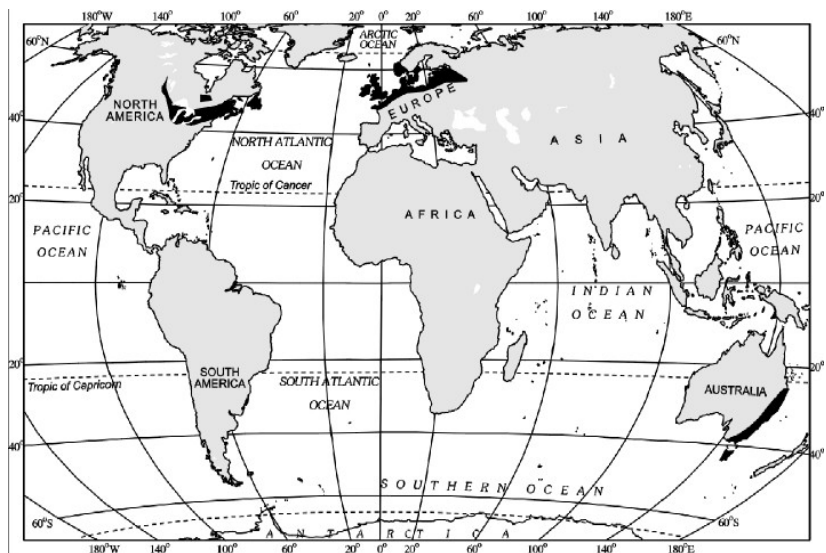 180°W 140° 100° 60° 20° 0° 20° 60° 100° 140° 180°E
ARCTIC
OCEAN
60°N 60°N
NORTH
AMERICA
EUROPE
40° 40°
ASIA
NORTH ATLANTIC
OCEAN
Tropic of Cancer
20° 20°
AFRICA
PACIFIC
OCEAN
PACIFIC
OCEAN
0° 0°
INDIAN
OCEAN
20° 20°
SOUTH
AMERICA
Tropic of Capricorn
SOUTH ATLANTIC
OCEAN
AUSTRALIA
40° 40°
SOUTHERN OCEAN
60°S 60°S
ANTARCTICA
180°W 140° 100° 60° 20° 0° 20° 60° 100° 140° 180°E